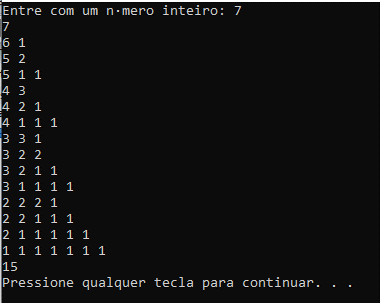 Entre com um n·mero inteiro: 7
7
6 1
5 2
5 1 1
4 3
4 2 1
4 1 1 1
3 3 1
3 2 2
3 2 1 1
3 1 1 1 1
2 2 2 1
2 2 1 1 1
2 1 1 1 1 1
1 1 1 1 1 1 1
15
Pressione qualquer tecla para continuar. . .